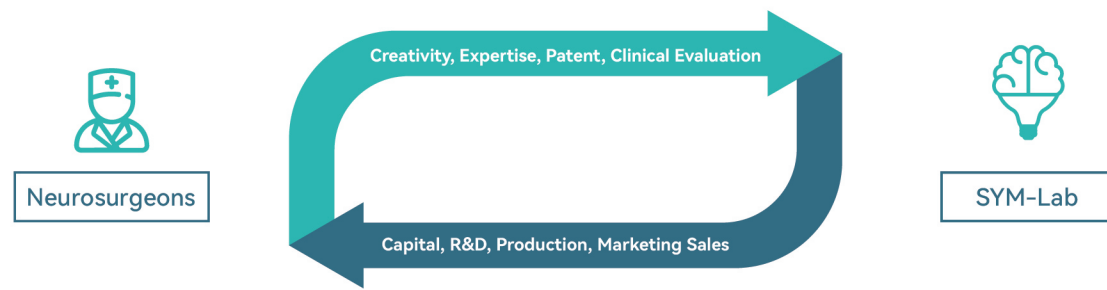 Creativity, Expertise, Patent, Clinical Evaluation
Neurosurgeons
SYM-Lab
Capital, R&D, Production, Marketing Sales